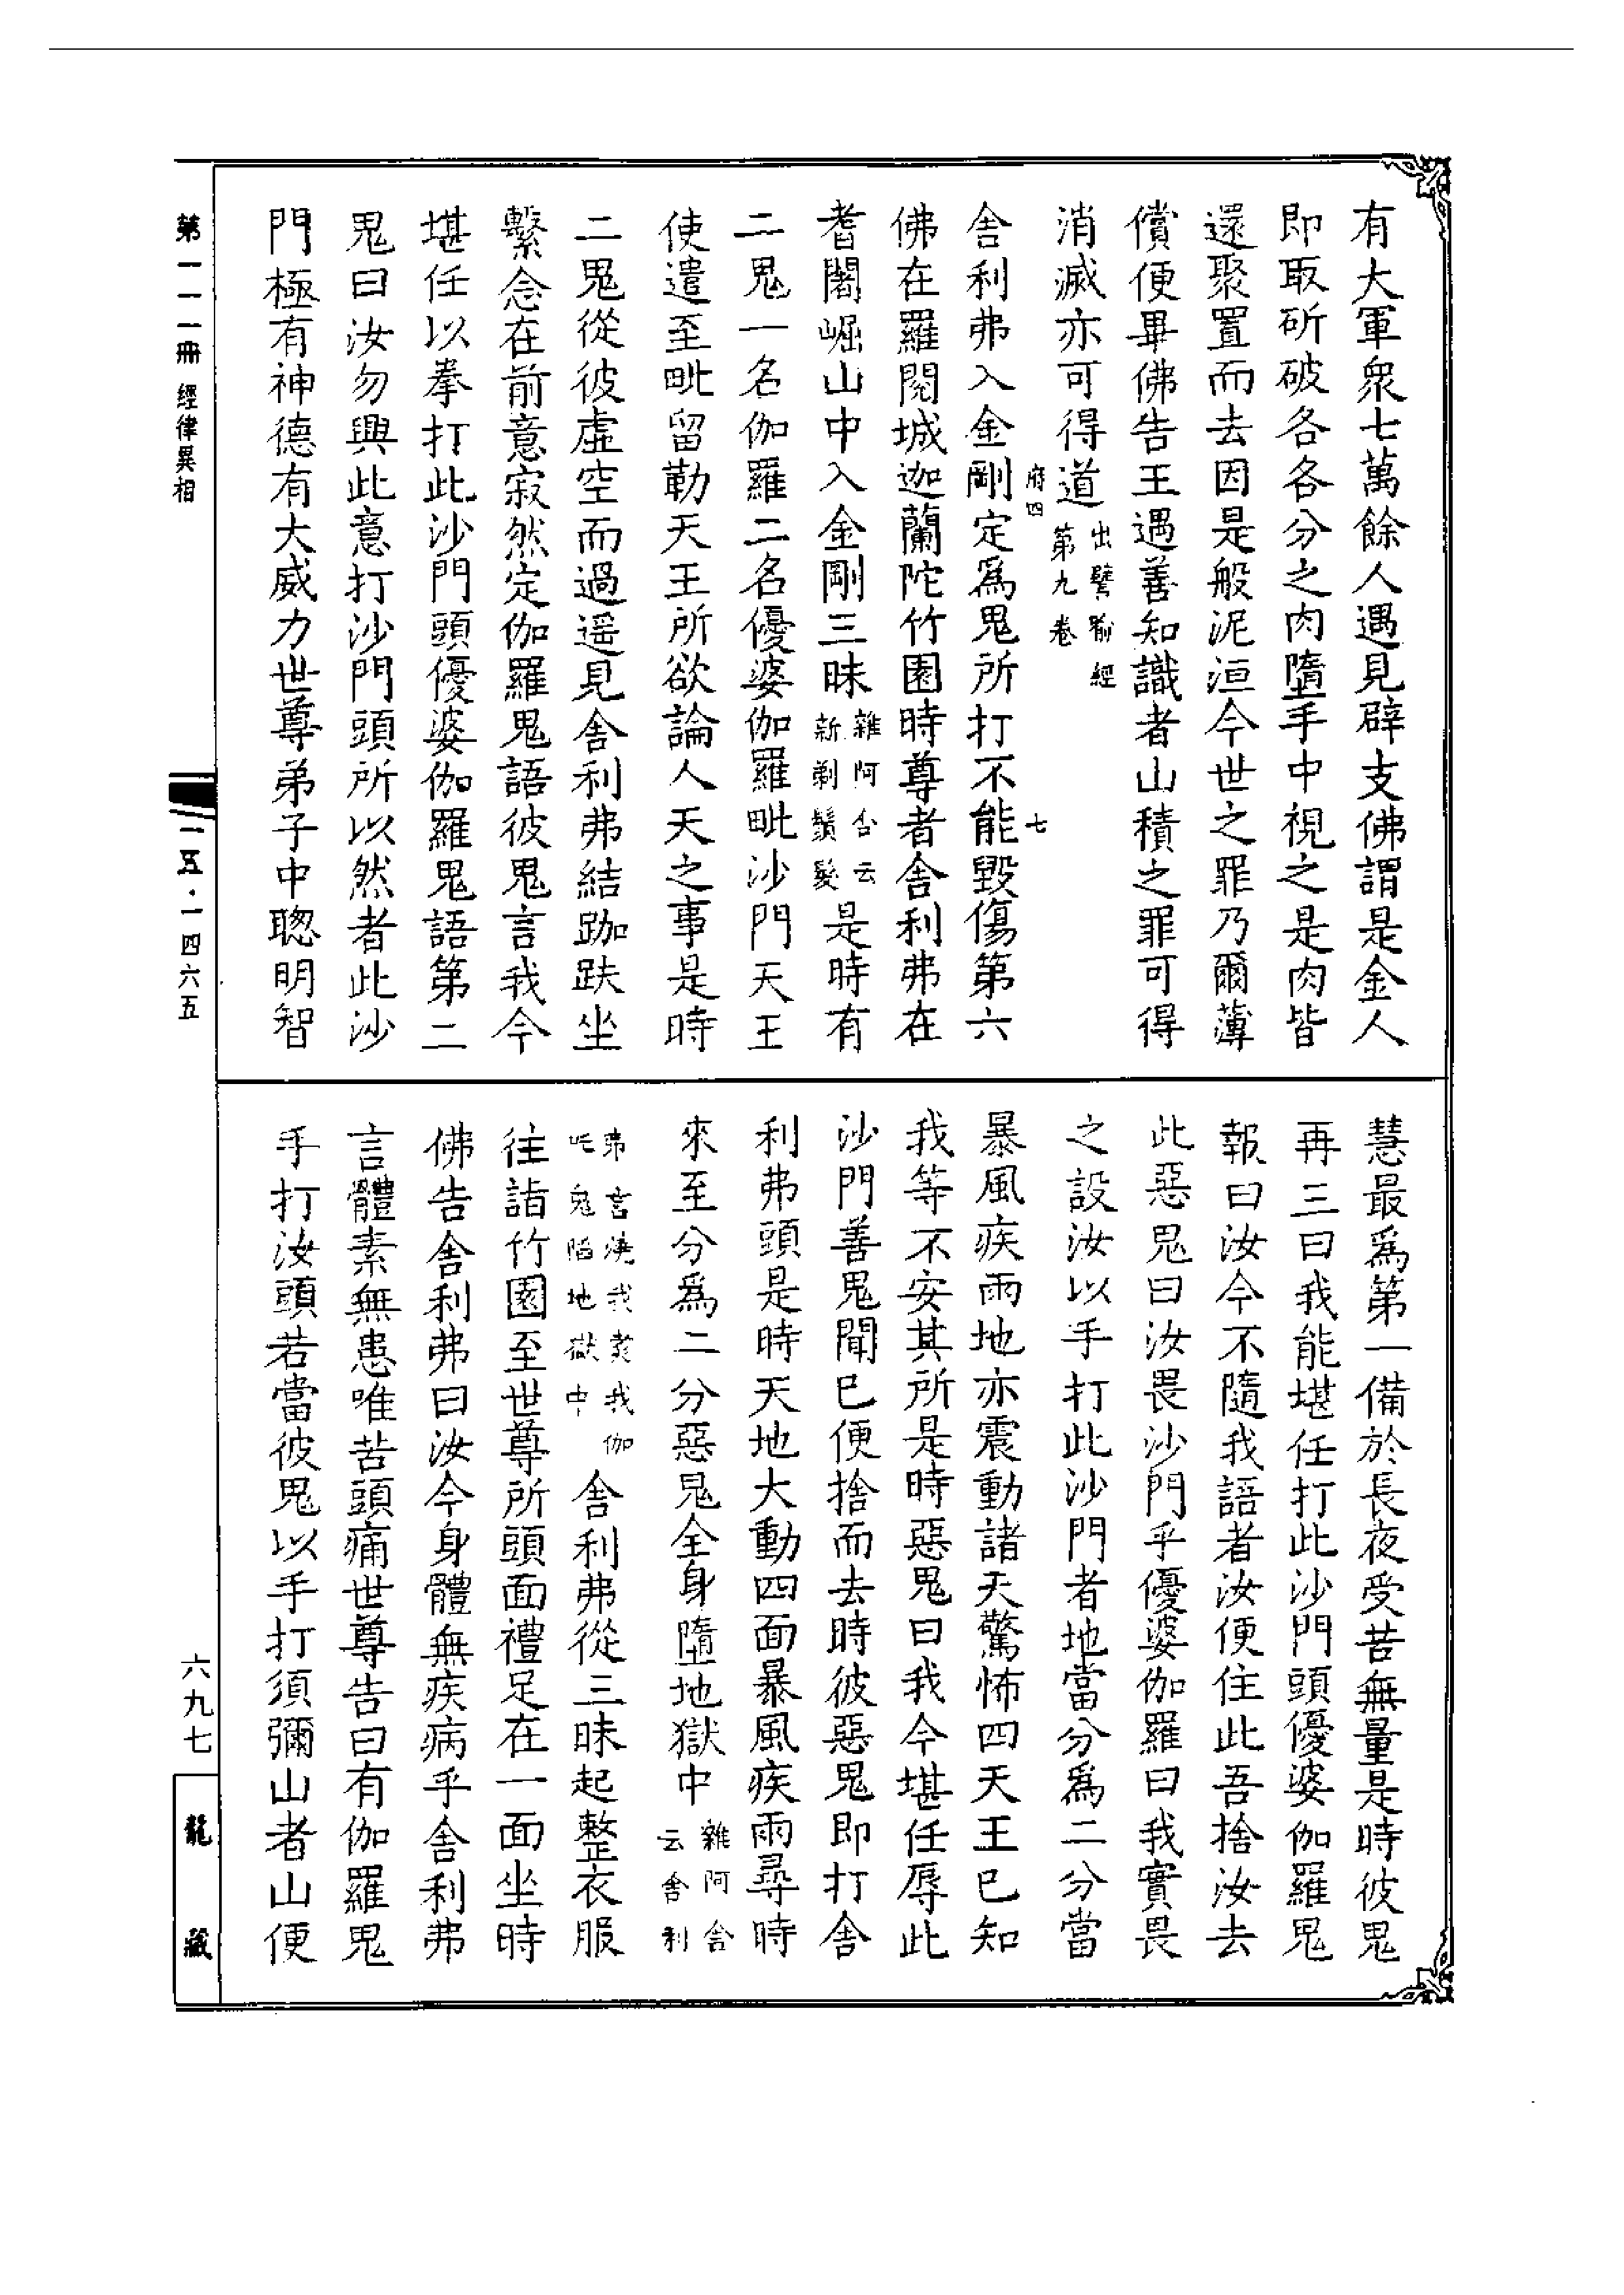 有大軍衆七萬餘人遇見辟支佛謂是金人
即取斫破各各分之肉墮手中視之是肉皆
還聚置而去因是般泥洹今世之罪乃爾薄
償便畢佛告王遇善知識者山積之罪可得
消滅亦可得道出譬喻經第九卷
府四 七
舍利弗入金剛定爲鬼所打不能毀傷第六
佛在羅閱城迦蘭陀竹園時尊者舍利弗在
耆闍崛山中入金剛三昧雜阿含云新剃鬚髮是時有
二鬼一名伽羅二名優婆伽羅毗沙門天王
使遣至毗留勒天王所欲論人天之事是時
二鬼從彼虛空而過遥見舍利弗結跏趺坐
繫念在前意寂然定伽羅鬼語彼鬼言我今
堪任以拳打此沙門頭優婆伽羅鬼語第二
鬼曰汝勿興此意打沙門頭所以然者此沙
門極有神德有大威力世尊弟子中聰明智
慧最爲第一備於長夜受苦無量是時彼鬼
再三曰我能堪任打此沙門頭優婆伽羅鬼
報曰汝今不隨我語者汝便住此吾捨汝去
此惡鬼曰汝畏沙門乎優婆伽羅曰我實畏
之設汝以手打此沙門者地當分爲二分當
暴風疾雨地亦震動諸天驚怖四天王已知
我等不安其所是時惡鬼曰我今堪任辱此
沙門善鬼聞已便捨而去時彼惡鬼即打舍
利弗頭是時天地大動四面暴風疾雨尋時
來至分爲二分惡鬼全身墮地獄中雜阿含云舍利
弗言燒我煑我伽吒鬼陷地獄中舍利弗從三昧起整衣服
往詣竹園至世尊所頭面禮足在一面坐時
佛告舍利弗曰汝今身體無疾病乎舍利弗
言體素無患唯苦頭痛世尊告曰有伽羅鬼
手打汝頭若當彼鬼以手打須彌山者山便
第一一一冊 經律異相
一五·一四六五
六九七
龍藏